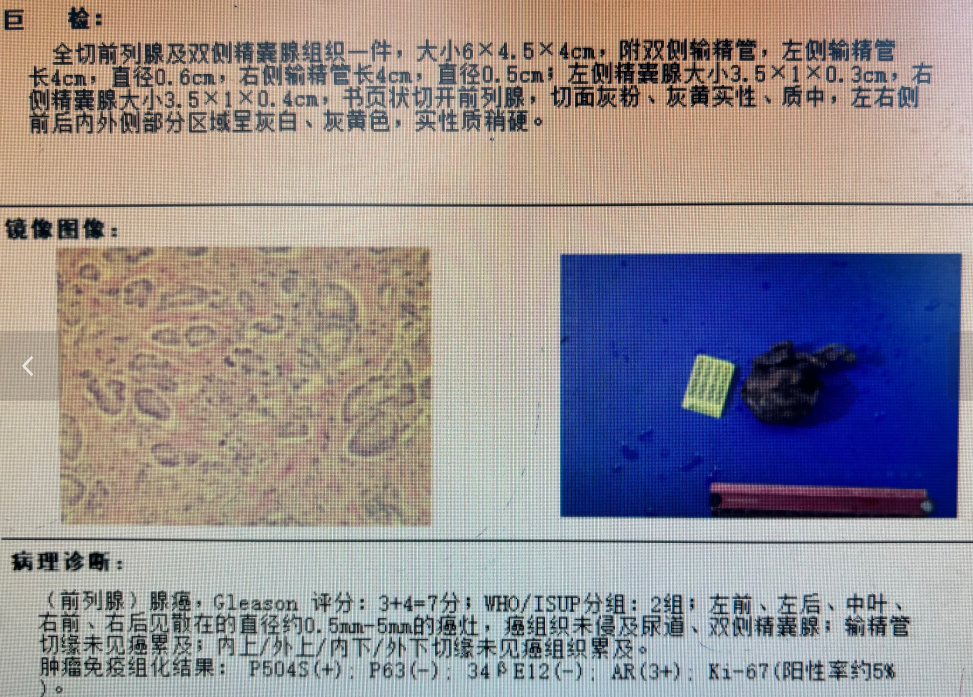 巨 检:
全切前列腺及双侧精囊腺组织一件，大小6×4.5×4cm，附双侧输精管，左侧输精管
长4cm，直径0.6cm，右侧输精管长4cm，直径0.5cm；左侧精囊腺大小3.5×1×0.3cm，右
侧精囊腺大小3.5×1×0.4cm，书页状切开前列腺，切面灰粉、灰黄实性、质中，左右侧
前后内外侧部分区域呈灰白、灰黄色，实性质稍硬。
镜像图像:
病理诊断:
（前列腺）腺癌，Gleason 评分: 3+4=7分；WHO/ISUP分组: 2组；左前、左后、中叶、
右前、右后见散在的直径约0.5mm-5mm的癌灶，癌组织未侵及尿道、双侧精囊腺；输精管
切缘未见癌累及；内上/外上/内下/外下切缘未见癌组织累及。
肿瘤免疫组化结果: P504S(+); P63(-); 34βE12(-); AR(3+); Ki-67(阳性率约5%
)。